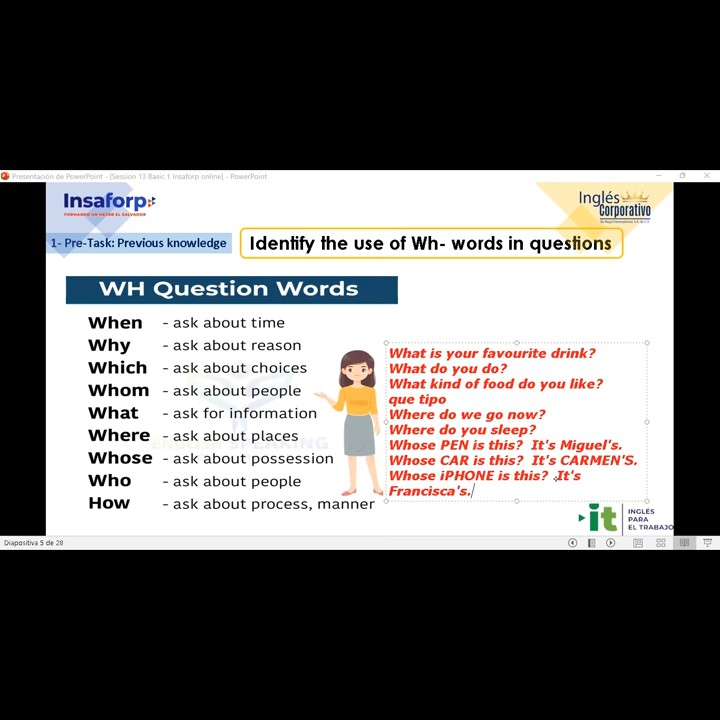 Presentación de PowerPoint - [Session 13 Basic 1 Insaforp online] - PowerPoint
Insaforp
FORMANDO UN MEJOR EL SALVADOR
Inglés
Corporativo
1- Pre-Task: Previous knowledge
Identify the use of Wh- words in questions
WH Question Words
When - ask about time
Why - ask about reason
Which - ask about choices
Whom - ask about people
What - ask for information
Where - ask about places
Whose - ask about possession
Who - ask about people
How - ask about process, manner
What is your favourite drink?
What do you do?
What kind of food do you like?
que tipo
Where do we go now?
Where do you sleep?
Whose PEN is this? It's Miguel's.
Whose CAR is this? It's CARMEN'S.
Whose iPHONE is this? It's
Francisca's.
SPEAKING
it
INGLÉS
PARA
EL TRABAJO
Diapositiva 5 de 28